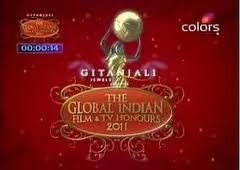 GITANJALI
00:00:14
colors
GITANJALI
JEWELS
THE
GLOBAL INDIAN
FILM & TV HONOURS
2011